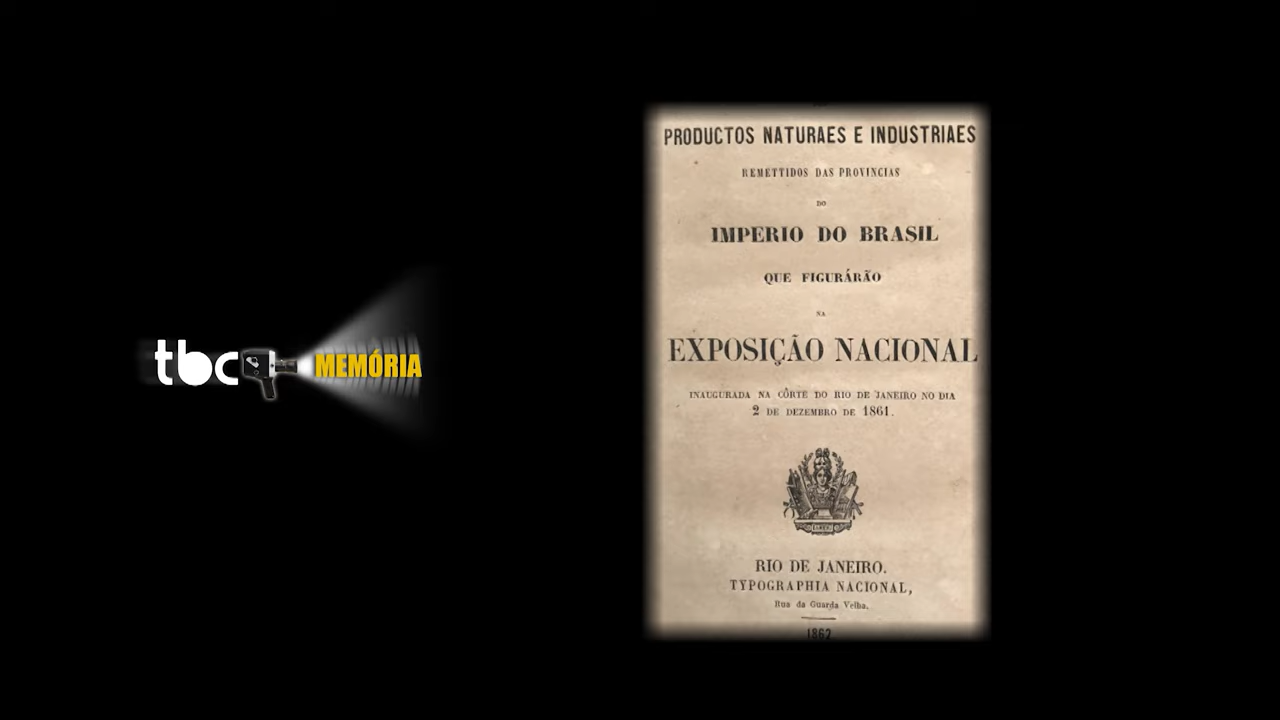 tbc
MEMÓRIA
PRODUCTOS NATURAES E INDUSTRIAES
REMETTIDOS DAS PROVINCIAS
DO
IMPERIO DO BRASIL
QUE FIGURÁRÃO
NA
EXPOSIÇÃO NACIONAL
INAUGURADA NA CÔRTE DO RIO DE JANEIRO NO DIA
2 DE DEZEMBRO DE 1861.
RIO DE JANEIRO.
TYPOGRAPHIA NACIONAL,
Rua da Guarda Velha.
1862